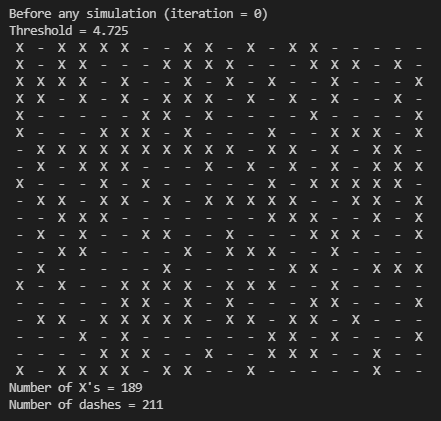 Before any simulation (iteration = 0)
Threshold = 4.725
X - X X X X - - X X - X - X X - - - - -
X - X X - - - X X X X - - - X X X - X -
X X X X - X - - X - X - X - - X - - - X
X X - X - X - X X X - X - X - X - - X -
X - - - - - X X - X - - - - X - - - - X
X - - - X X X - X - - - X - - X X X - X
- X X X X X X X X X X - X X - X - X X -
- X - X X X - - - X - X - X - X - X X X
X - - - X - X - - - - - X - X X X X X X
- X X - X X - X - X X X X X - X X X - X
- - X X X - - - - - - - X X X - - X - X
- X - X - - X X - - X - - - X X X - - X
- - X X - - - - X - X X X - - X - - - -
- X - - - - - X - - - - - X X - - X X X
X - X - - X X X X X X X X - - X - - - -
- - - - - X X X - X X - - - X X - - - X
- X X - X X X X X - X X - X X - X - - -
- - - X - X - - - - - - X X - X - - - X
- - - - X X X - - X - - X X X - - X - -
X - X X X X - X X - - X - - - - - X - -
Number of X's = 189
Number of dashes = 211